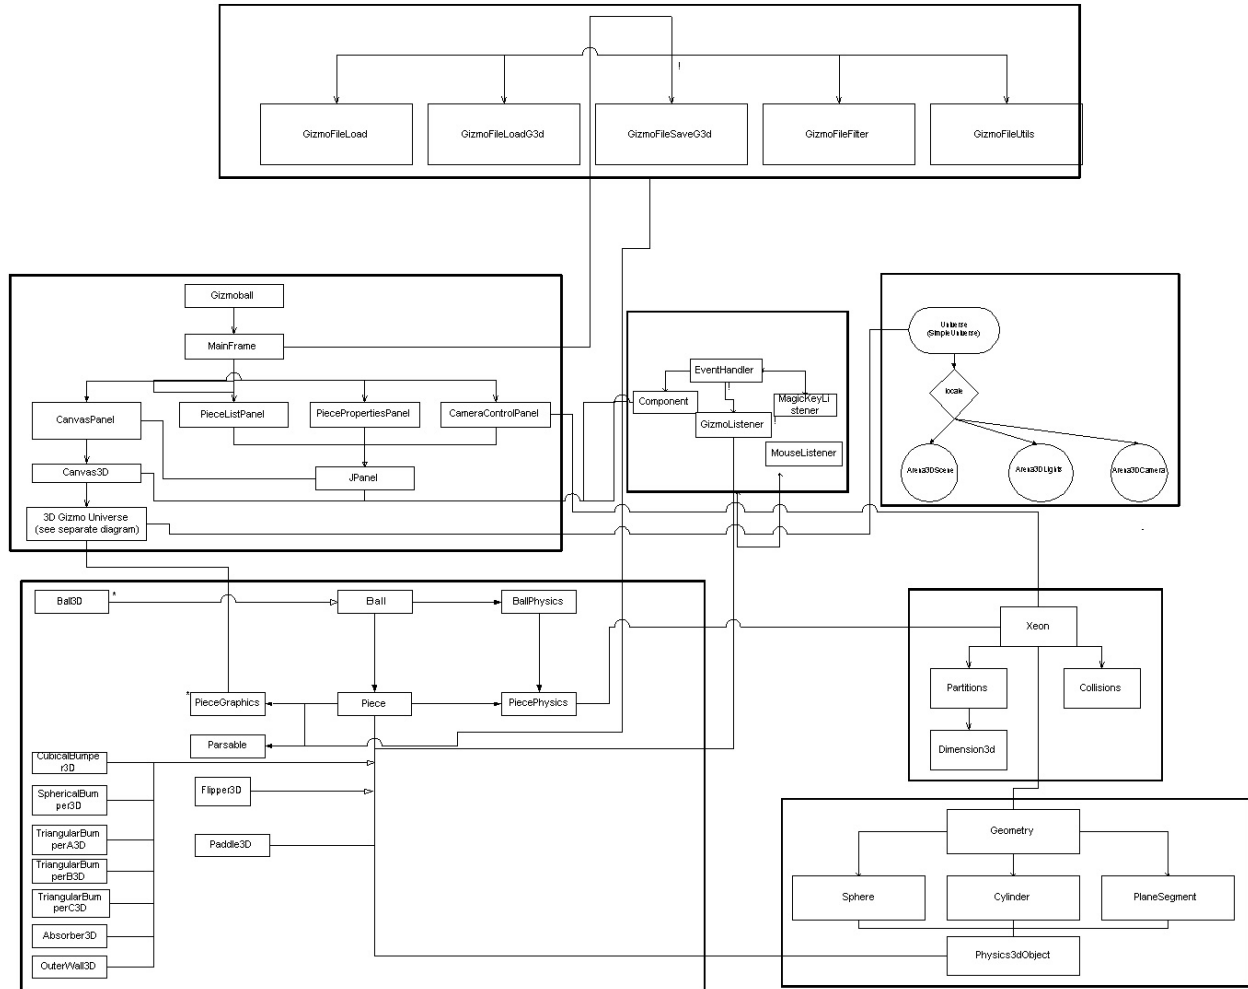 !
GizmoFileLoad
GizmoFileLoadG3d
GizmoFileSaveG3d
GizmoFileFilter
GizmoFileUtils
Gizmoball
MainFrame
CanvasPanel
PieceListPanel
PiecePropertiesPanel
CameraControlPanel
Canvas3D
JPanel
3D Gizmo Universe
(see separate diagram)
EventHandler
!
Component
MagicKeyLi
stener
GizmoListener
!
MouseListener
Universe
(SimpleUniverse)
locale
Arena3DScene
Arena3DLights
Arena3DCamera
Ball3D
*
Ball
BallPhysics
*
PieceGraphics
Piece
PiecePhysics
Parsable
CubicalBumpe
r3D
SphericalBu
mper3D
TriangularBum
perA3D
TriangularBum
perB3D
TriangularBum
perC3D
Absorber3D
OuterWall3D
Flipper3D
Paddle3D
Xeon
Partitions
Collisions
Dimension3d
Geometry
Sphere
Cylinder
PlaneSegment
Physics3dObject